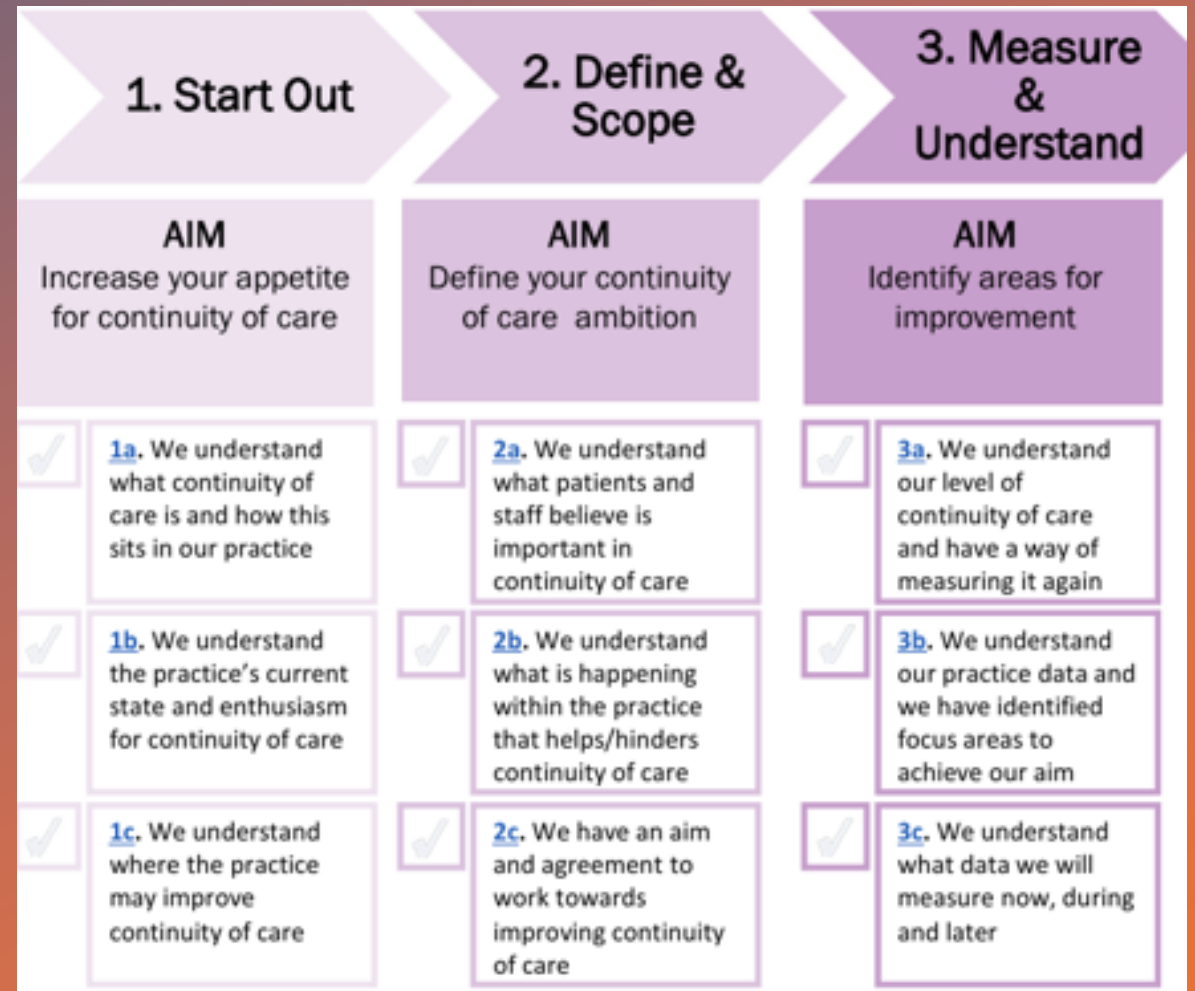 1. Start Out
2. Define &
Scope
3. Measure
&
Understand
AIM
Increase your appetite
for continuity of care
AIM
Define your continuity
of care  ambition
AIM
Identify areas for
improvement
1a. We understand
what continuity of
care is and how this
sits in our practice
2a. We understand
what patients and
staff believe is
important in
continuity of care
3a. We understand
our level of
continuity of care
and have a way of
measuring it again
1b. We understand
the practice's current
state and enthusiasm
for continuity of care
2b. We understand
what is happening
within the practice
that helps/hinders
continuity of care
3b. We understand
our practice data and
we have identified
focus areas to
achieve our aim
1c. We understand
where the practice
may improve
continuity of care
2c. We have an aim
and agreement to
work towards
improving continuity
of care
3c. We understand
what data we will
measure now, during
and later